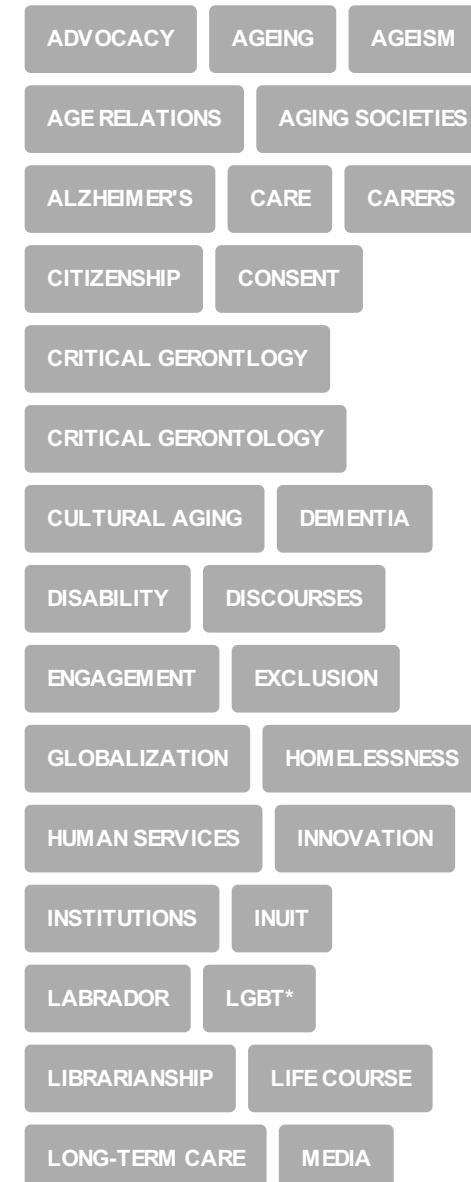 ADVOCACY AGEING AGEISM
AGE RELATIONS AGING SOCIETIES
ALZHEIMER'S CARE CARERS
CITIZENSHIP CONSENT
CRITICAL GERONTLOGY
CRITICAL GERONTOLOGY
CULTURAL AGING DEMENTIA
DISABILITY DISCOURSES
ENGAGEMENT EXCLUSION
GLOBALIZATION HOMELESSNESS
HUMAN SERVICES INNOVATION
INSTITUTIONS INUIT
LABRADOR LGBT*
LIBRARIANSHIP LIFE COURSE
LONG-TERM CARE MEDIA